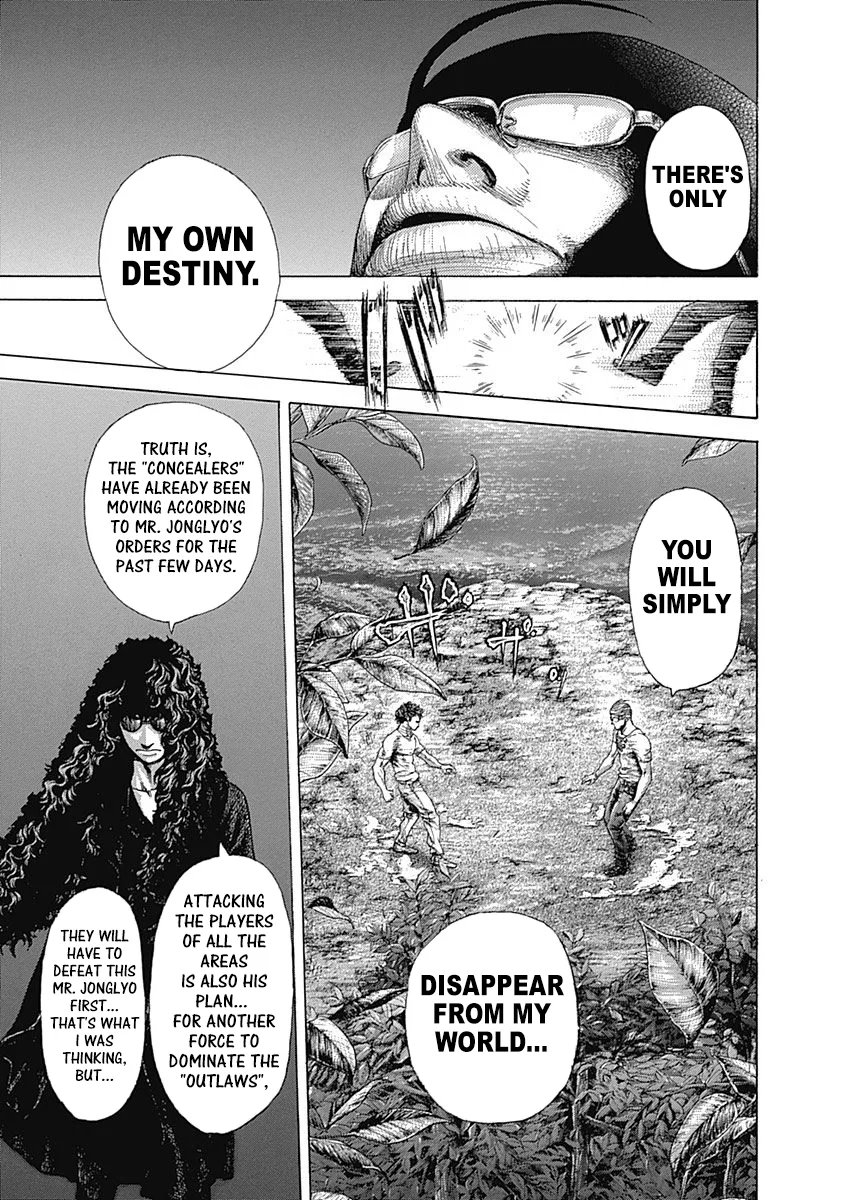 THERE'S
ONLY
MY OWN
DESTINY.
YOU
WILL
SIMPLY
DISAPPEAR
FROM MY
WORLD...
TRUTH IS,
THE "CONCEALERS"
HAVE ALREADY BEEN
MOVING ACCORDING
TO MR. JONGLYO'S
ORDERS FOR THE
PAST FEW DAYS.
ATTACKING
THE PLAYERS
OF ALL THE
AREAS
IS ALSO HIS
PLAN...
FOR ANOTHER
FORCE TO
DOMINATE THE
"OUTLAWS",
THEY WILL
HAVE TO
DEFEAT THIS
MR. JONGLYO
FIRST...
THAT'S WHAT
I WAS
THINKING,
BUT...